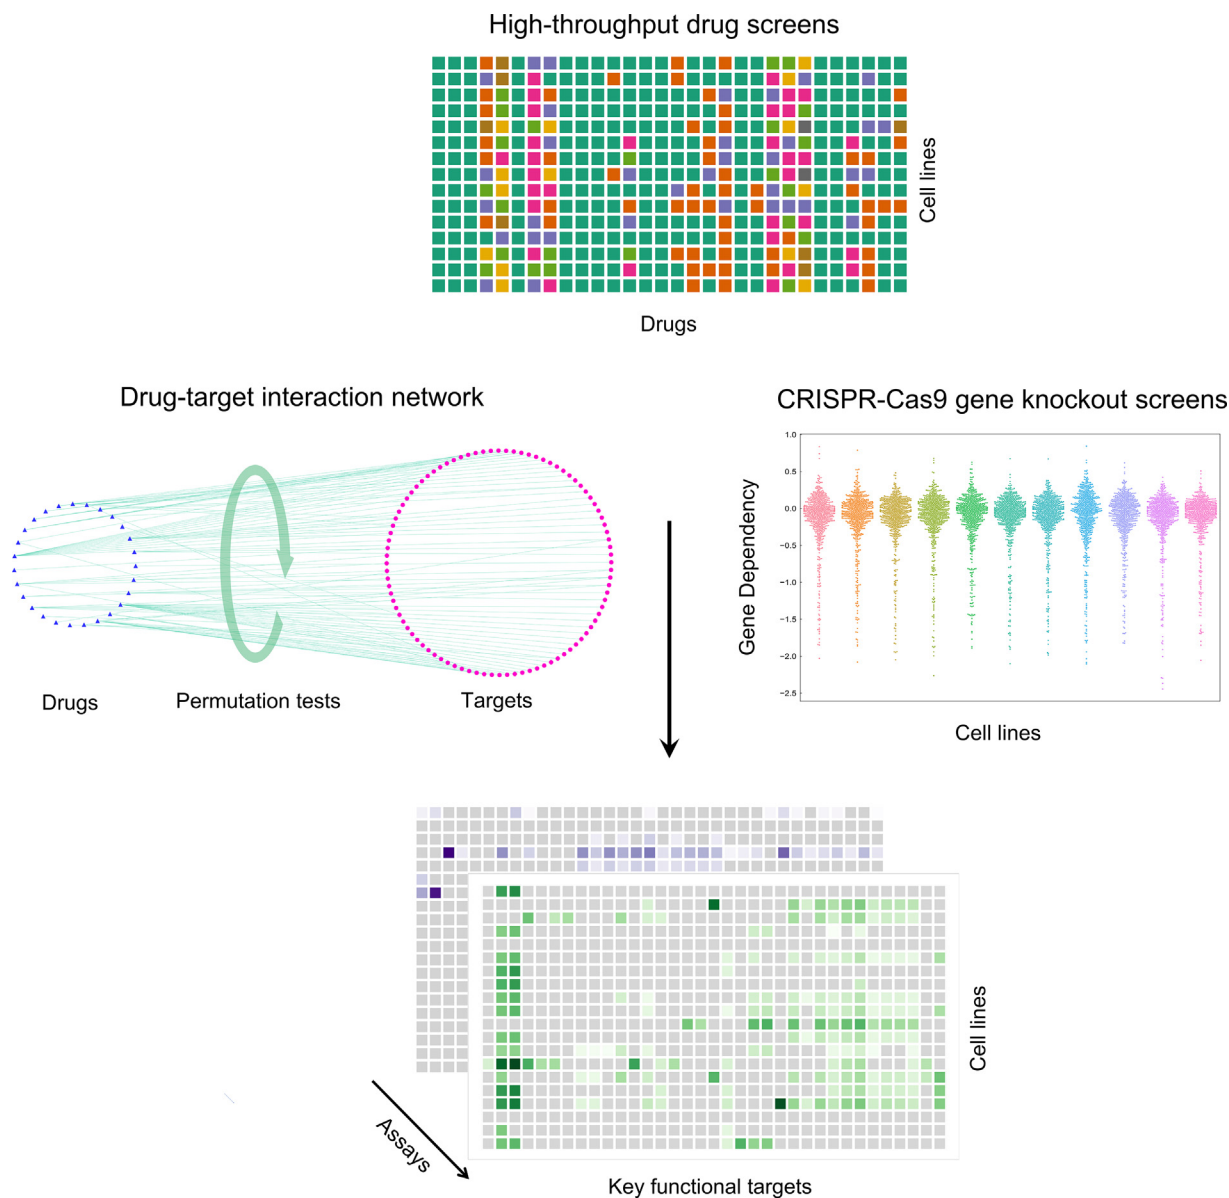 High-throughput drug screens
Cell lines
Drugs
Drug-target interaction network
Drugs
Permutation tests
Targets
CRISPR-Cas9 gene knockout screens
Gene Dependency
1.0
0.5
0.0
−0.5
−1.0
−1.5
−2.0
−2.5
Cell lines
Cell lines
Assays
Key functional targets